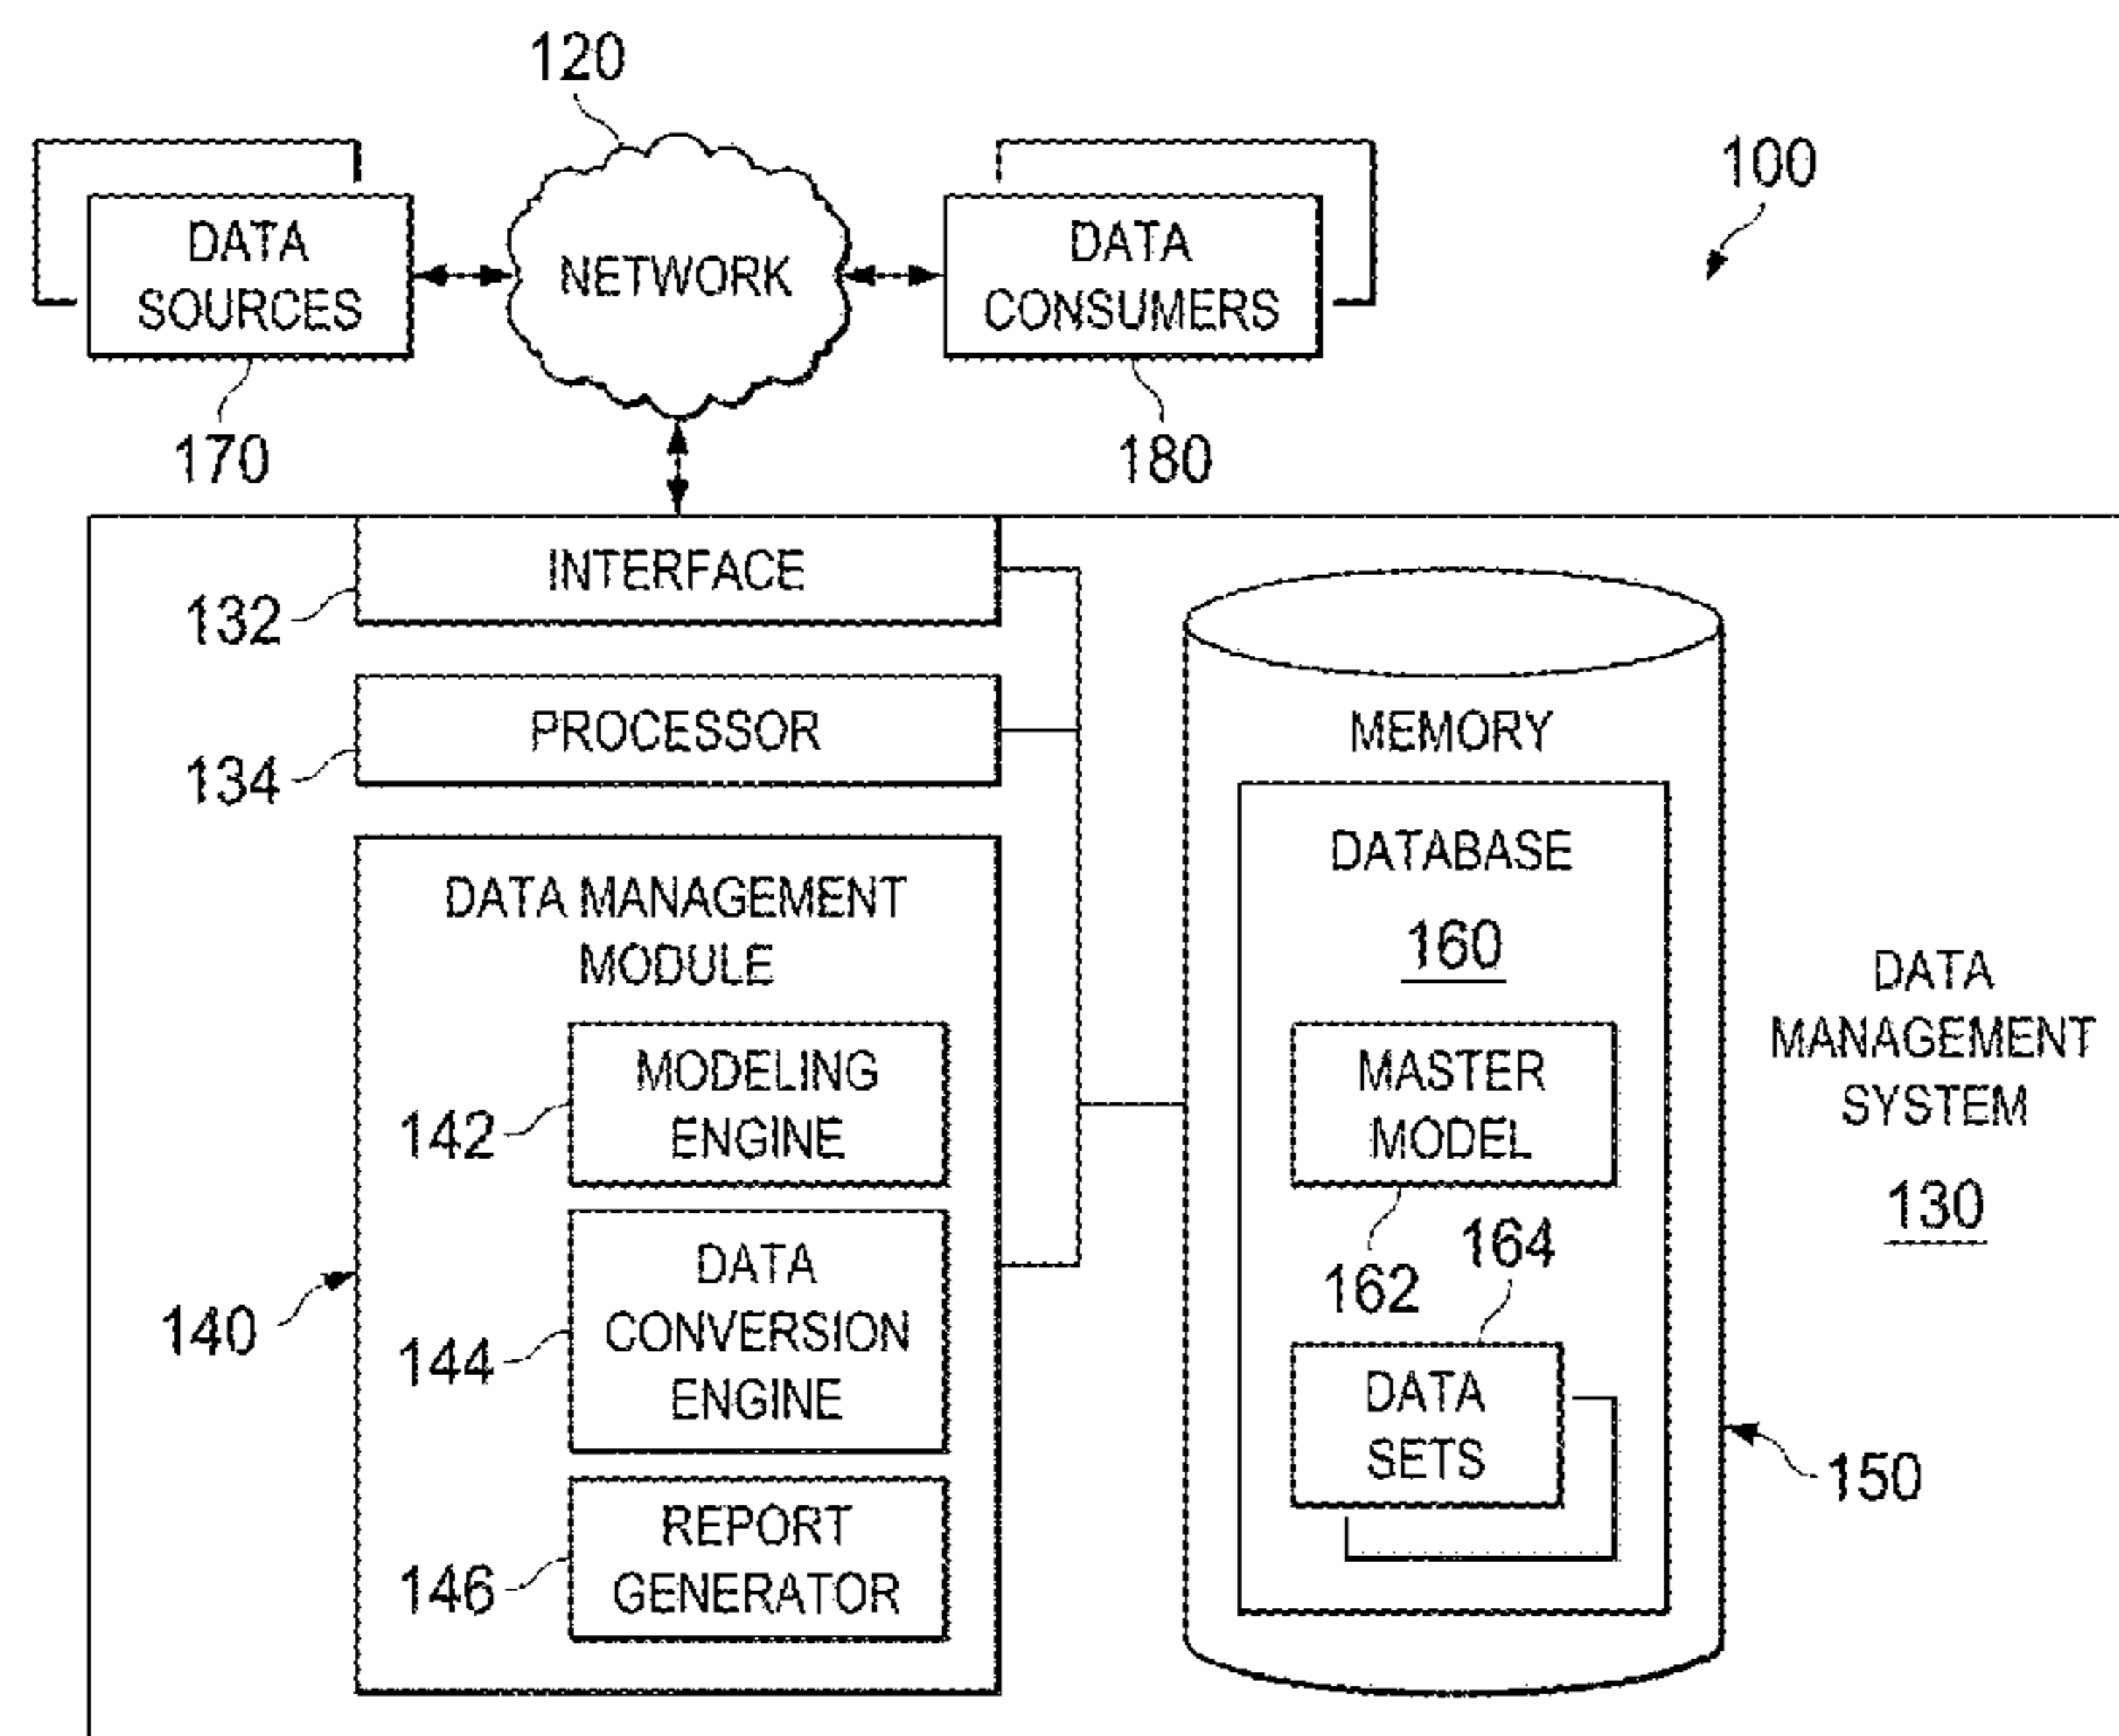 120
100
DATA
SOURCES
NETWORK
DATA
CONSUMERS
170
180
INTERFACE
132
PROCESSOR
134
DATA MANAGEMENT
MODULE
MODELING
ENGINE
142
DATA
CONVERSION
ENGINE
144
140
REPORT
GENERATOR
146
MEMORY
DATABASE
160
MASTER
MODEL
162
164
DATA
SETS
150
DATA
MANAGEMENT
SYSTEM
130